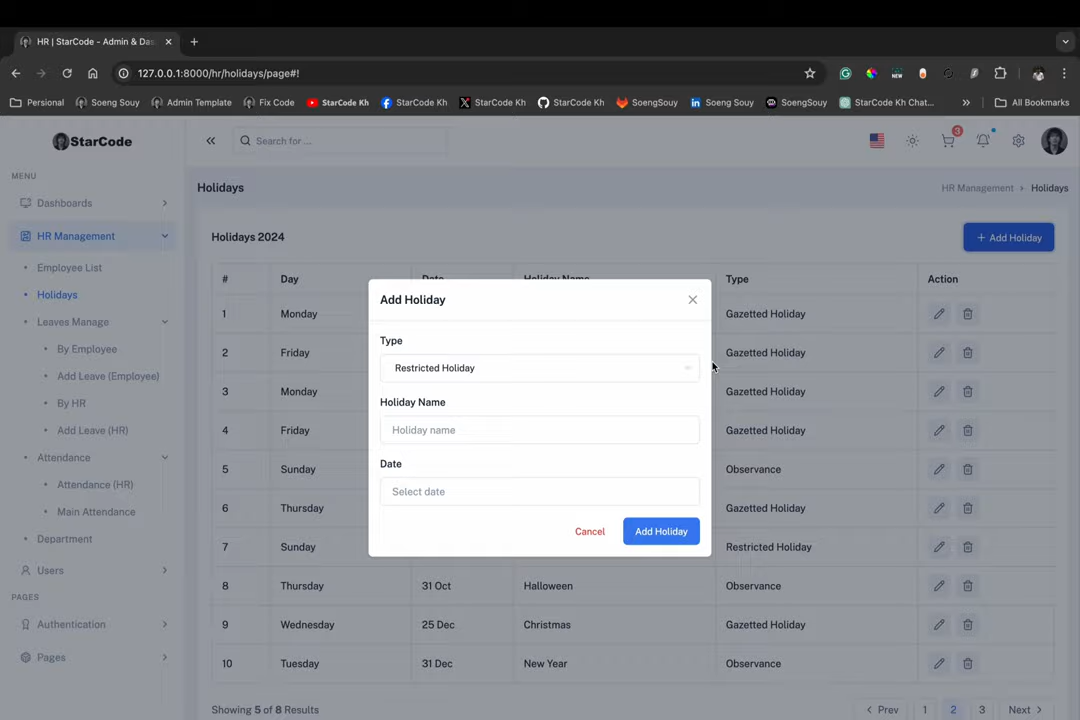 HR | StarCode - Admin & Das
127.0.0.1:8000/hr/holidays/page#!
NEW
Personal
Soeng Souy
Admin Template
Fix Code
StarCode Kh
StarCode Kh
StarCode Kh
StarCode Kh
SoengSouy
Soeng Souy
SoengSouy
StarCode Kh Chat...
All Bookmarks
StarCode
Search for ...
3
MENU
Dashboards
HR Management
Employee List
Holidays
Leaves Manage
By Employee
Add Leave (Employee)
By HR
Add Leave (HR)
Attendance
Attendance (HR)
Main Attendance
Department
Users
PAGES
Authentication
Pages
Holidays
HR Management
Holidays
Holidays 2024
+ Add Holiday
# Day Date Holiday Name Type Action
1 Monday Gazetted Holiday
2 Friday Gazetted Holiday
3 Monday Gazetted Holiday
4 Friday Gazetted Holiday
5 Sunday Observance
6 Thursday Gazetted Holiday
7 Sunday Restricted Holiday
8 Thursday 31 Oct Halloween Observance
9 Wednesday 25 Dec Christmas Gazetted Holiday
10 Tuesday 31 Dec New Year Observance
Showing 5 of 8 Results
Prev 1 2 3 Next
Add Holiday
Type
Restricted Holiday
Holiday Name
Holiday name
Date
Select date
Cancel
Add Holiday